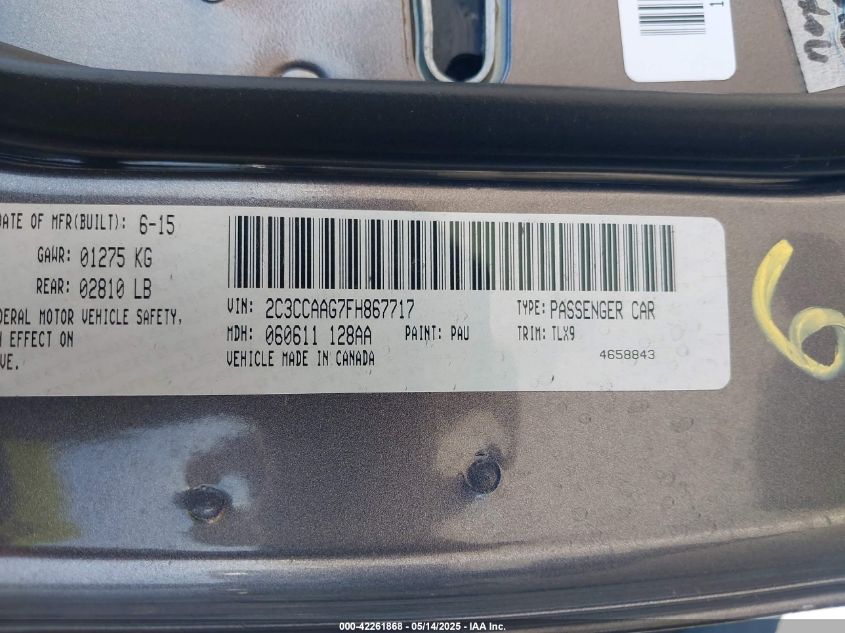 DATE OF MFR(BUILT): 6-15
GAWR: 01275 KG
REAR: 02810 LB
VEHICLE SAFETY,
MOTOR
EFFECT ON
VIN: 2C3CCAAG7FH867717 TYPE: PASSENGER CAR
MDH: 060611 128AA PAINT: PAU TRIM: TLX9
VEHICLE MADE IN CANADA 4658843
6
000-42261868 - 05/14/2025 - IAA Inc.